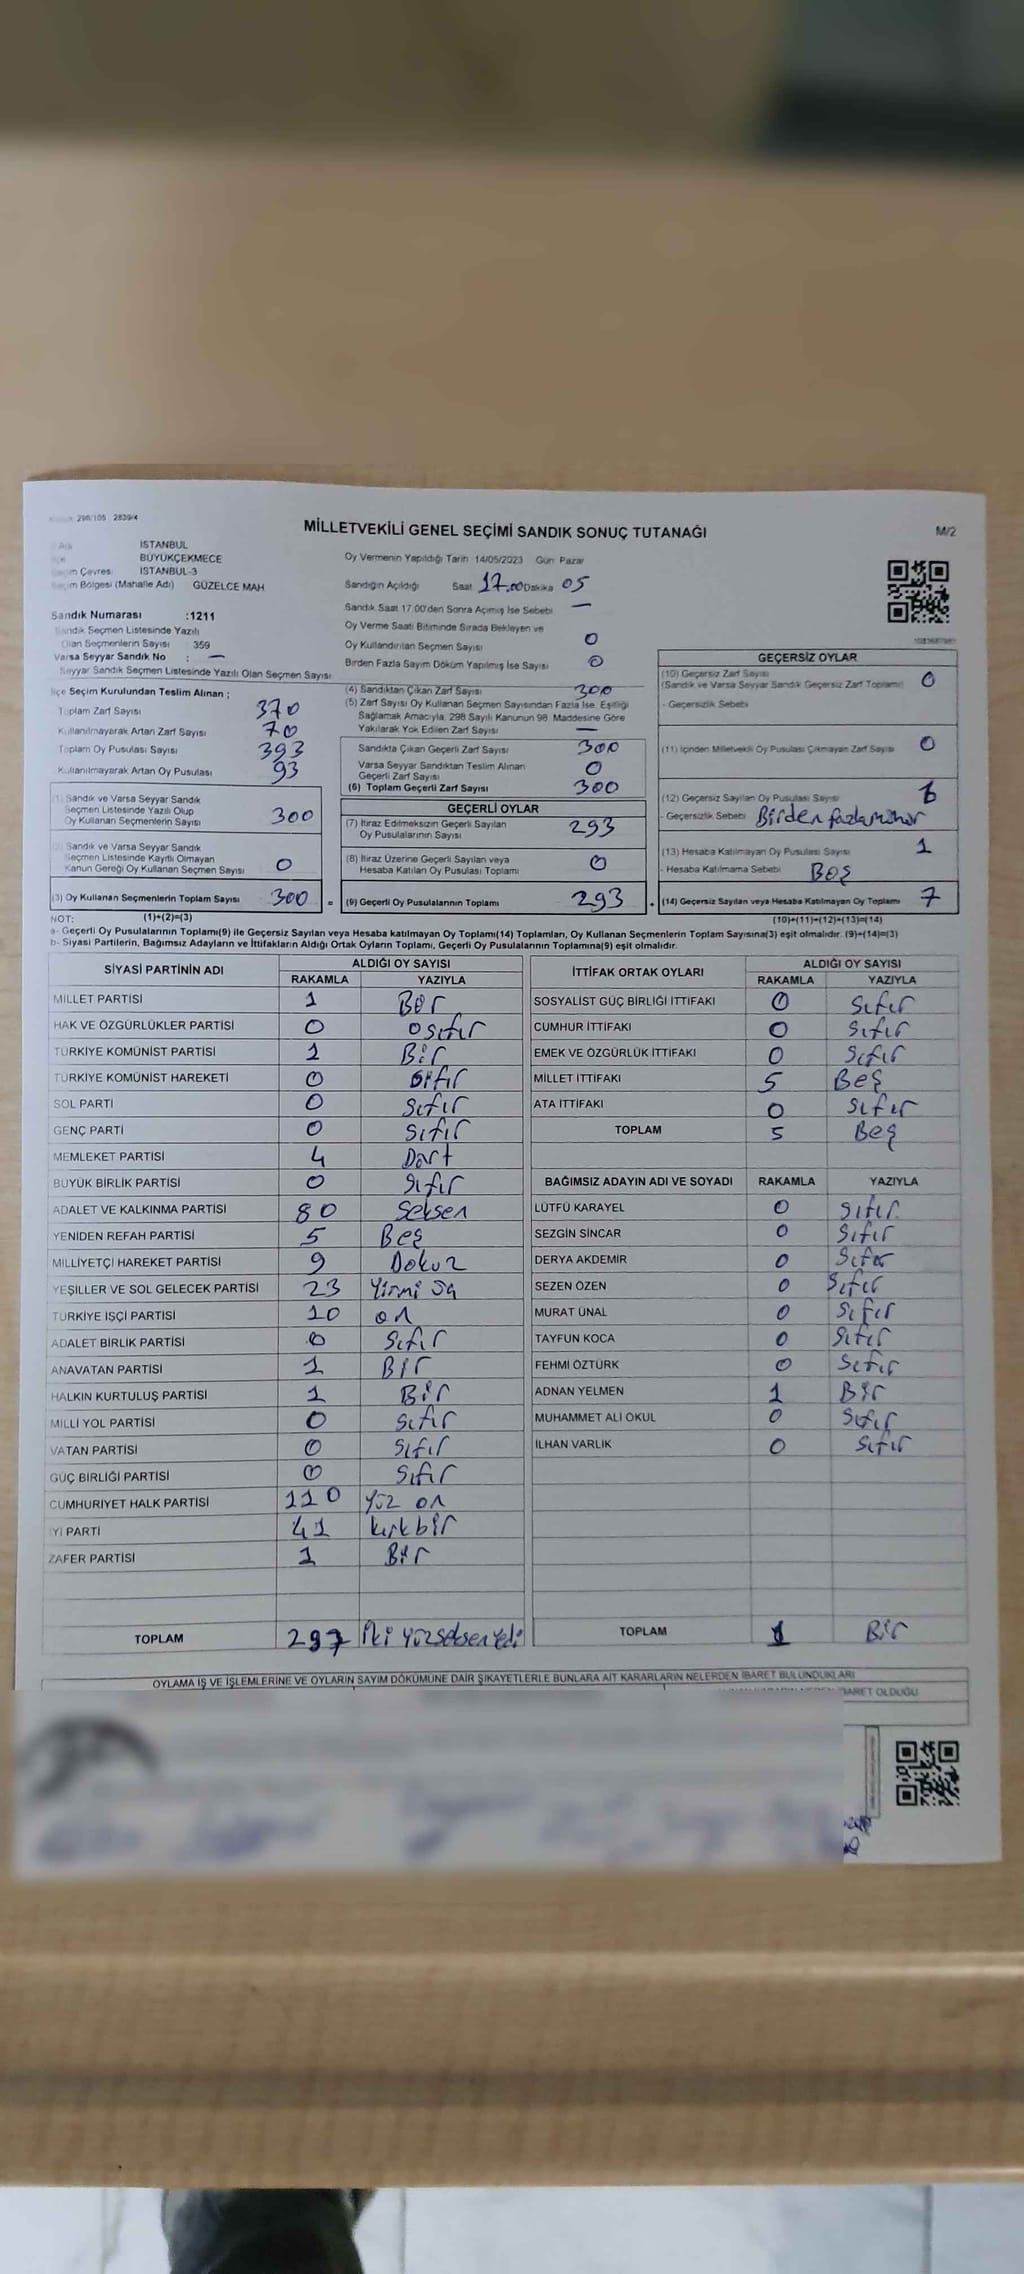 298/105 2839/4
MİLLETVEKİLİ GENEL SEÇİMİ SANDIK SONUÇ TUTANAĞI
M/2
İSTANBUL
BÜYÜKÇEKMECE
Çevresi İSTANBUL-3
Seçim Bölgesi (Mahalle Adı) GÜZELCE MAH
Oy Vermenin Yapıldığı Tarih 14/05/2023 Gün Pazar
Sandığın Açıldığı Saat 17.00 Dakika 05
Sandık Saat 17:00'den Sonra Açılmış İse Sebebi —
Oy Verme Saati Bitiminde Sırada Bekleyen ve
Oy Kullandırılan Seçmen Sayısı 0
Birden Fazla Sayım Döküm Yapılmış İse Sayısı 0
Sandık Numarası :1211
Sandık Seçmen Listesinde Yazılı
Olan Seçmenlerin Sayısı 359
Varsa Seyyar Sandık No : —
Seyyar Sandık Seçmen Listesinde Yazılı Olan Seçmen Sayısı
İlçe Seçim Kurulundan Teslim Alınan ;
Toplam Zarf Sayısı 370
Kullanılmayarak Artan Zarf Sayısı 70
Toplam Oy Pusulası Sayısı 393
Kullanılmayarak Artan Oy Pusulası 93
(4) Sandıktan Çıkan Zarf Sayısı 300
(5) Zarf Sayısı Oy Kullanan Seçmen Sayısından Fazla İse, Eşitliği
Sağlamak Amacıyla, 298 Sayılı Kanunun 98. Maddesine Göre
Yakılarak Yok Edilen Zarf Sayısı —
Sandıkta Çıkan Geçerli Zarf Sayısı 300
Varsa Seyyar Sandıktan Teslim Alınan
Geçerli Zarf Sayısı 0
(6) Toplam Geçerli Zarf Sayısı 300
GEÇERSİZ OYLAR
(10) Geçersiz Zarf Sayısı
(Sandık ve Varsa Seyyar Sandık Geçersiz Zarf Toplamı) 0
- Geçersizlik Sebebi
(11) İçinden Milletvekili Oy Pusulası Çıkmayan Zarf Sayısı 0
(12) Geçersiz Sayılan Oy Pusulası Sayısı 6
- Geçersizlik Sebebi Birden fazla mühür
(13) Hesaba Katılmayan Oy Pusulası Sayısı 1
- Hesaba Katılmama Sebebi Boş
(14) Geçersiz Sayılan veya Hesaba Katılmayan Oy Toplamı 7
(10)+(11)+(12)+(13)=(14)
(1) Sandık ve Varsa Seyyar Sandık
Seçmen Listesinde Yazılı Olup
Oy Kullanan Seçmenlerin Sayısı 300
Sandık ve Varsa Seyyar Sandık
Seçmen Listesinde Kayıtlı Olmayan
Kanun Gereği Oy Kullanan Seçmen Sayısı 0
(3) Oy Kullanan Seçmenlerin Toplam Sayısı 300
GEÇERLİ OYLAR
(7) İtiraz Edilmeksizin Geçerli Sayılan
Oy Pusulalarının Sayısı 293
(8) İtiraz Üzerine Geçerli Sayılan veya
Hesaba Katılan Oy Pusulası Toplamı 0
(9) Geçerli Oy Pusulalarının Toplamı 293
NOT: (1)+(2)=(3)
a- Geçerli Oy Pusulalarının Toplamı(9) ile Geçersiz Sayılan veya Hesaba katılmayan Oy Toplamı(14) Toplamları, Oy Kullanan Seçmenlerin Toplam Sayısına(3) eşit olmalıdır. (9)+(14)=(3)
b- Siyasi Partilerin, Bağımsız Adayların ve İttifakların Aldığı Ortak Oyların Toplamı, Geçerli Oy Pusulalarının Toplamına(9) eşit olmalıdır.
SİYASİ PARTİNİN ADI ALDIĞI OY SAYISI
RAKAMLA YAZIYLA
MİLLET PARTİSİ 1 Bir
HAK VE ÖZGÜRLÜKLER PARTİSİ 0 0sıfır
TÜRKİYE KOMÜNİST PARTİSİ 1 Bir
TÜRKİYE KOMÜNİST HAREKETİ 0 sıfır
SOL PARTİ 0 sıfır
GENÇ PARTİ 0 sıfır
MEMLEKET PARTİSİ 4 Dört
BÜYÜK BİRLİK PARTİSİ 0 sıfır
ADALET VE KALKINMA PARTİSİ 80 Seksen
YENİDEN REFAH PARTİSİ 5 Beş
MİLLİYETÇİ HAREKET PARTİSİ 9 Dokuz
YEŞİLLER VE SOL GELECEK PARTİSİ 23 Yirmi üç
TÜRKİYE İŞÇİ PARTİSİ 10 on
ADALET BİRLİK PARTİSİ 0 Sıfır
ANAVATAN PARTİSİ 1 BİR
HALKIN KURTULUŞ PARTİSİ 1 Bir
MİLLİ YOL PARTİSİ 0 sıfır
VATAN PARTİSİ 0 sıfır
GÜÇ BİRLİĞİ PARTİSİ 0 sıfır
CUMHURİYET HALK PARTİSİ 110 Yüz on
İYİ PARTİ 41 kırkbir
ZAFER PARTİSİ 1 Bir
TOPLAM 287 İki yüzseksen yedi
İTTİFAK ORTAK OYLARI ALDIĞI OY SAYISI
RAKAMLA YAZIYLA
SOSYALİST GÜÇ BİRLİĞİ İTTİFAKI 0 sıfır
CUMHUR İTTİFAKI 0 sıfır
EMEK VE ÖZGÜRLÜK İTTİFAKI 0 sıfır
MİLLET İTTİFAKI 5 Beş
ATA İTTİFAKI 0 sıfır
TOPLAM 5 Beş
BAĞIMSIZ ADAYIN ADI VE SOYADI RAKAMLA YAZIYLA
LÜTFÜ KARAYEL 0 sıfır
SEZGİN SİNCAR 0 sıfır
DERYA AKDEMİR 0 sıfır
SEZEN ÖZEN 0 sıfır
MURAT ÜNAL 0 sıfır
TAYFUN KOCA 0 sıfır
FEHMİ ÖZTÜRK 0 sıfır
ADNAN YELMEN 1 Bir
MUHAMMET ALİ OKUL 0 sıfır
İLHAN VARLIK 0 sıfır
TOPLAM 1 Bir
OYLAMA İŞ VE İŞLEMLERİNE VE OYLARIN SAYIM DÖKÜMÜNE DAİR ŞİKAYETLERLE BUNLARA AİT KARARLARIN NELERDEN İBARET BULUNDUKLARI
İBARET OLDUĞU